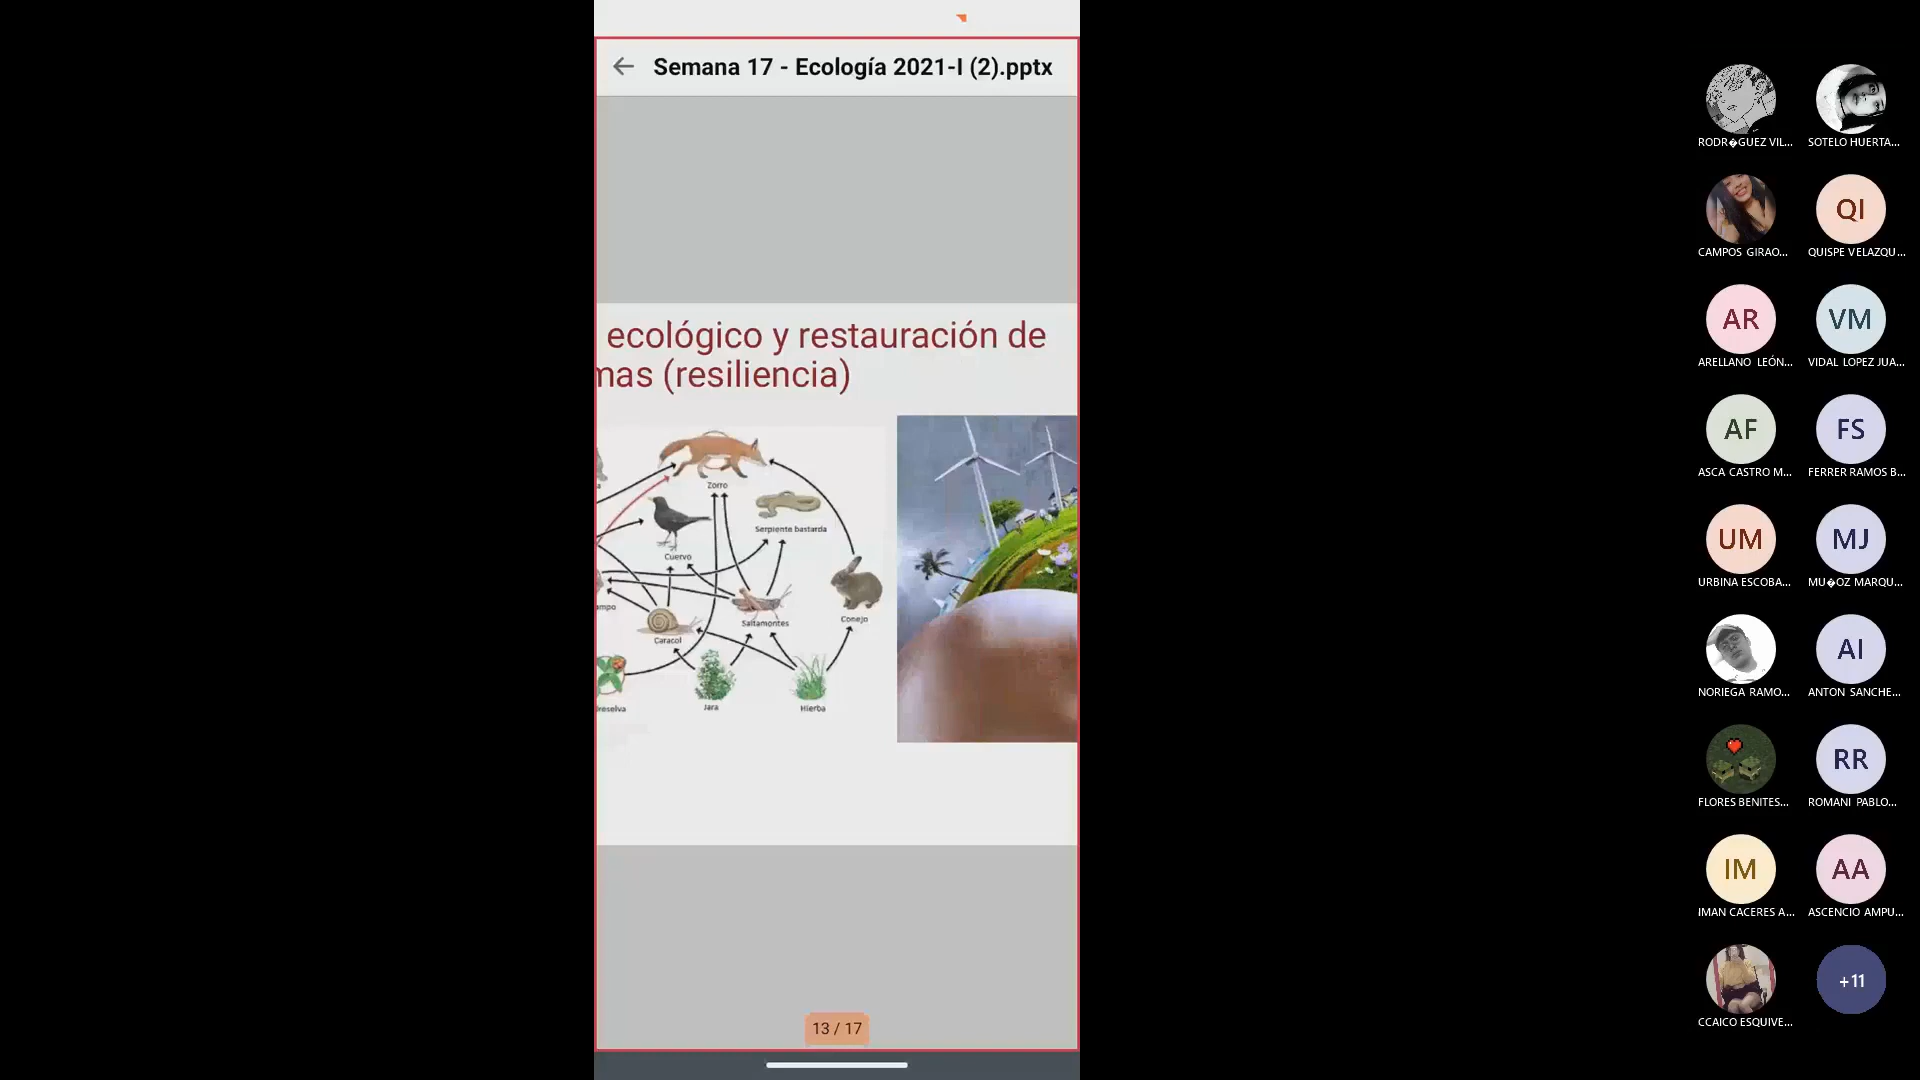 Semana 17 - Ecología 2021-I (2).pptx
ecológico y restauración de
mas (resiliencia)
Zorro
Serpiente bastarda
Cuervo
ampo
Caracol
Saltamontes
Conejo
reselva
Jara
Hierba
13 / 17
RODR�GUEZ VIL...
SOTELO HUERTA...
CAMPOS GIRAO...
QI
QUISPE VELAZQU...
AR
ARELLANO LEÓN...
VM
VIDAL LOPEZ JUA...
AF
ASCA CASTRO M...
FS
FERRER RAMOS B...
UM
URBINA ESCOBA...
MJ
MU�OZ MARQU...
NORIEGA RAMO...
AI
ANTON SANCHE...
FLORES BENITES...
RR
ROMANI PABLO...
IM
IMAN CACERES A...
AA
ASCENCIO AMPU...
CCAICO ESQUIVE...
+11